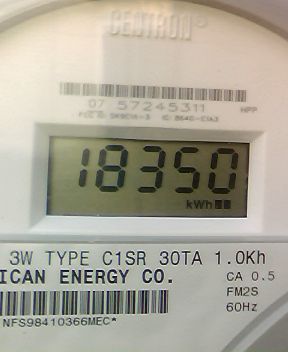 CENTRON®
07 57245311 HPP
18350
kWh
3W TYPE C1SR 30TA 1.0Kh
ICAN ENERGY CO.
CA 0.5
FM2S
60Hz
NFS98410366MEC*